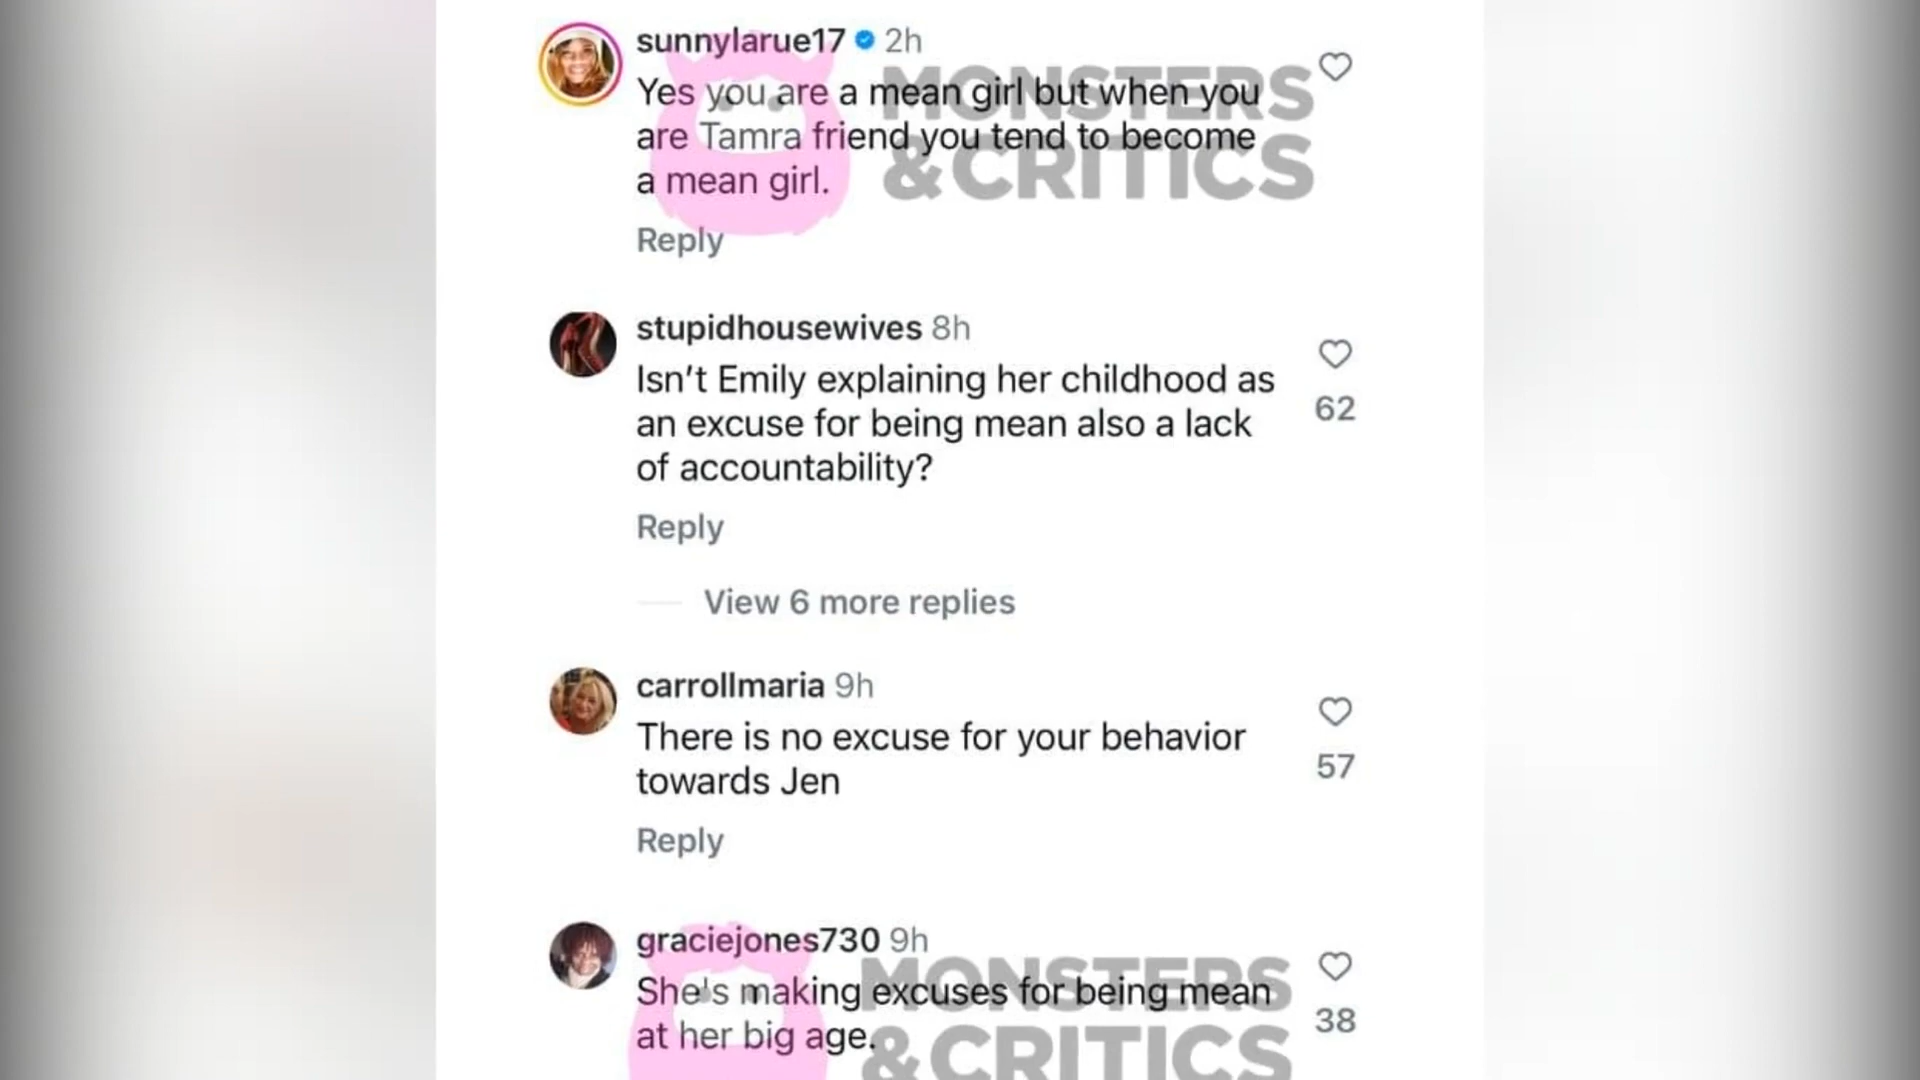 sunnylarue17 2h
Yes you are a mean girl but when you
are Tamra friend you tend to become
a mean girl.
Reply
MONSTERS
& CRITICS
stupidhousewives 8h
Isn't Emily explaining her childhood as
an excuse for being mean also a lack
of accountability?
62
Reply
View 6 more replies
carrollmaria 9h
There is no excuse for your behavior
towards Jen
57
Reply
graciejones730 9h
She's making excuses for being mean
at her big age.
38
MONSTERS
& CRITICS